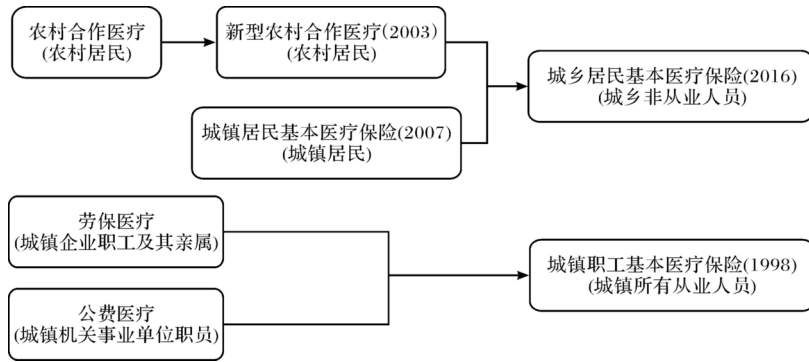 农村合作医疗
(农村居民)
新型农村合作医疗(2003)
(农村居民)
城乡居民基本医疗保险(2016)
(城乡非从业人员)
城镇居民基本医疗保险(2007)
(城镇居民)
劳保医疗
(城镇企业职工及其亲属)
城镇职工基本医疗保险(1998)
(城镇所有从业人员)
公费医疗
(城镇机关事业单位职员)